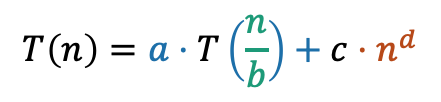 T(n) = a · T(n/b) + c · n^d